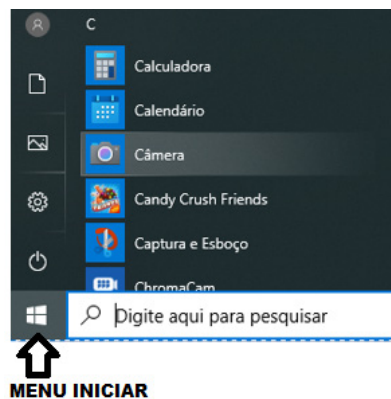 C
Calculadora
Calendário
Câmera
Candy Crush Friends
Captura e Esboço
ChromaCam
Digite aqui para pesquisar
MENU INICIAR